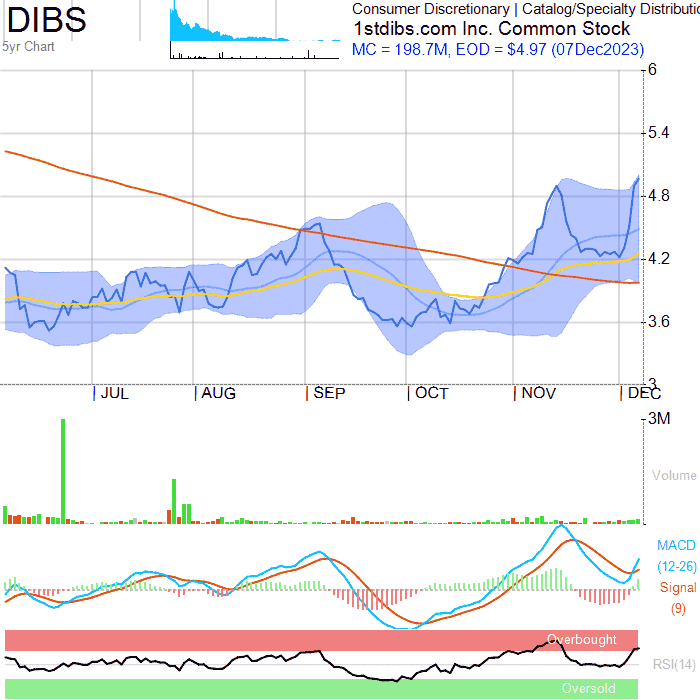 DIBS
5yr Chart
Consumer Discretionary | Catalog/Specialty Distributio
1stdibs.com Inc. Common Stock
MC = 198.7M, EOD = $4.97 (07Dec2023)
6
5.4
4.8
4.2
3.6
3
JUL AUG SEP OCT NOV DEC
3M
Volume
MACD
(12-26)
Signal
(9)
Overbought
RSI(14)
Oversold